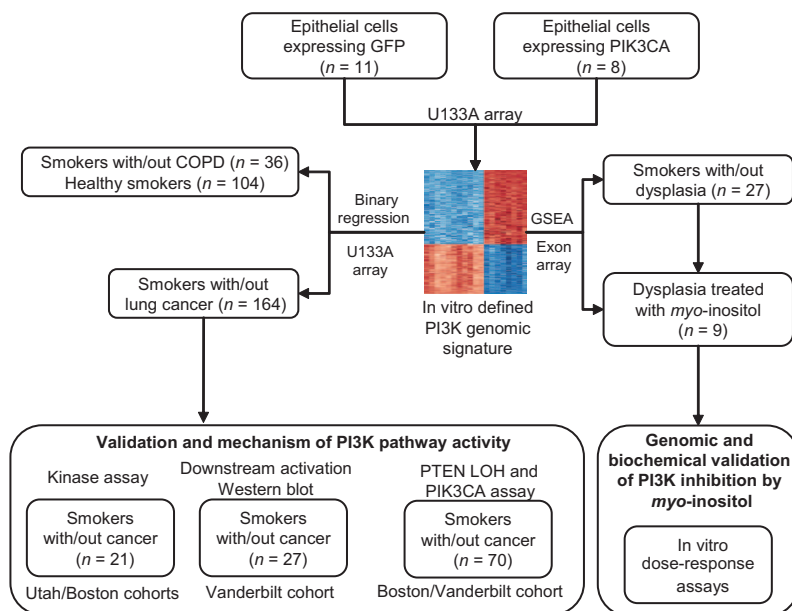 Epithelial cells
expressing GFP
(n = 11)
Epithelial cells
expressing PIK3CA
(n = 8)
U133A array
Smokers with/out COPD (n = 36)
Healthy smokers (n = 104)
Binary
regression
U133A
array
GSEA
Exon
array
Smokers with/out
dysplasia (n = 27)
Smokers with/out
lung cancer (n = 164)
In vitro defined
PI3K genomic
signature
Dysplasia treated
with myo-inositol
(n = 9)
Validation and mechanism of PI3K pathway activity
Kinase assay
Smokers
with/out cancer
(n = 21)
Utah/Boston cohorts
Downstream activation
Western blot
Smokers
with/out cancer
(n = 27)
Vanderbilt cohort
PTEN LOH and
PIK3CA assay
Smokers
with/out cancer
(n = 70)
Boston/Vanderbilt cohort
Genomic and
biochemical validation
of PI3K inhibition by
myo-inositol
In vitro
dose-response
assays